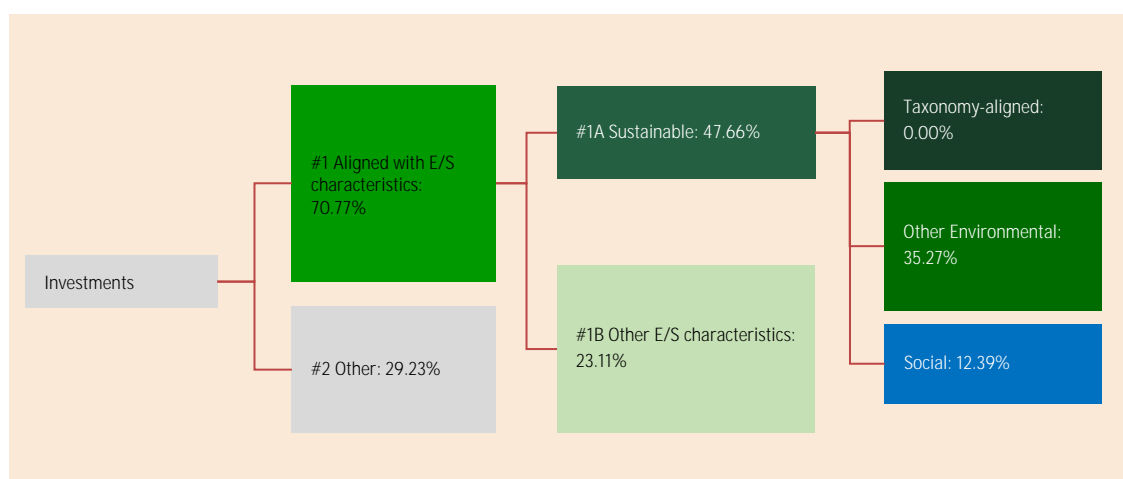 Investments
#1 Aligned with E/S
characteristics:
70.77%
#2 Other: 29.23%
#1A Sustainable: 47.66%
#1B Other E/S characteristics:
23.11%
Taxonomy-aligned:
0.00%
Other Environmental:
35.27%
Social: 12.39%